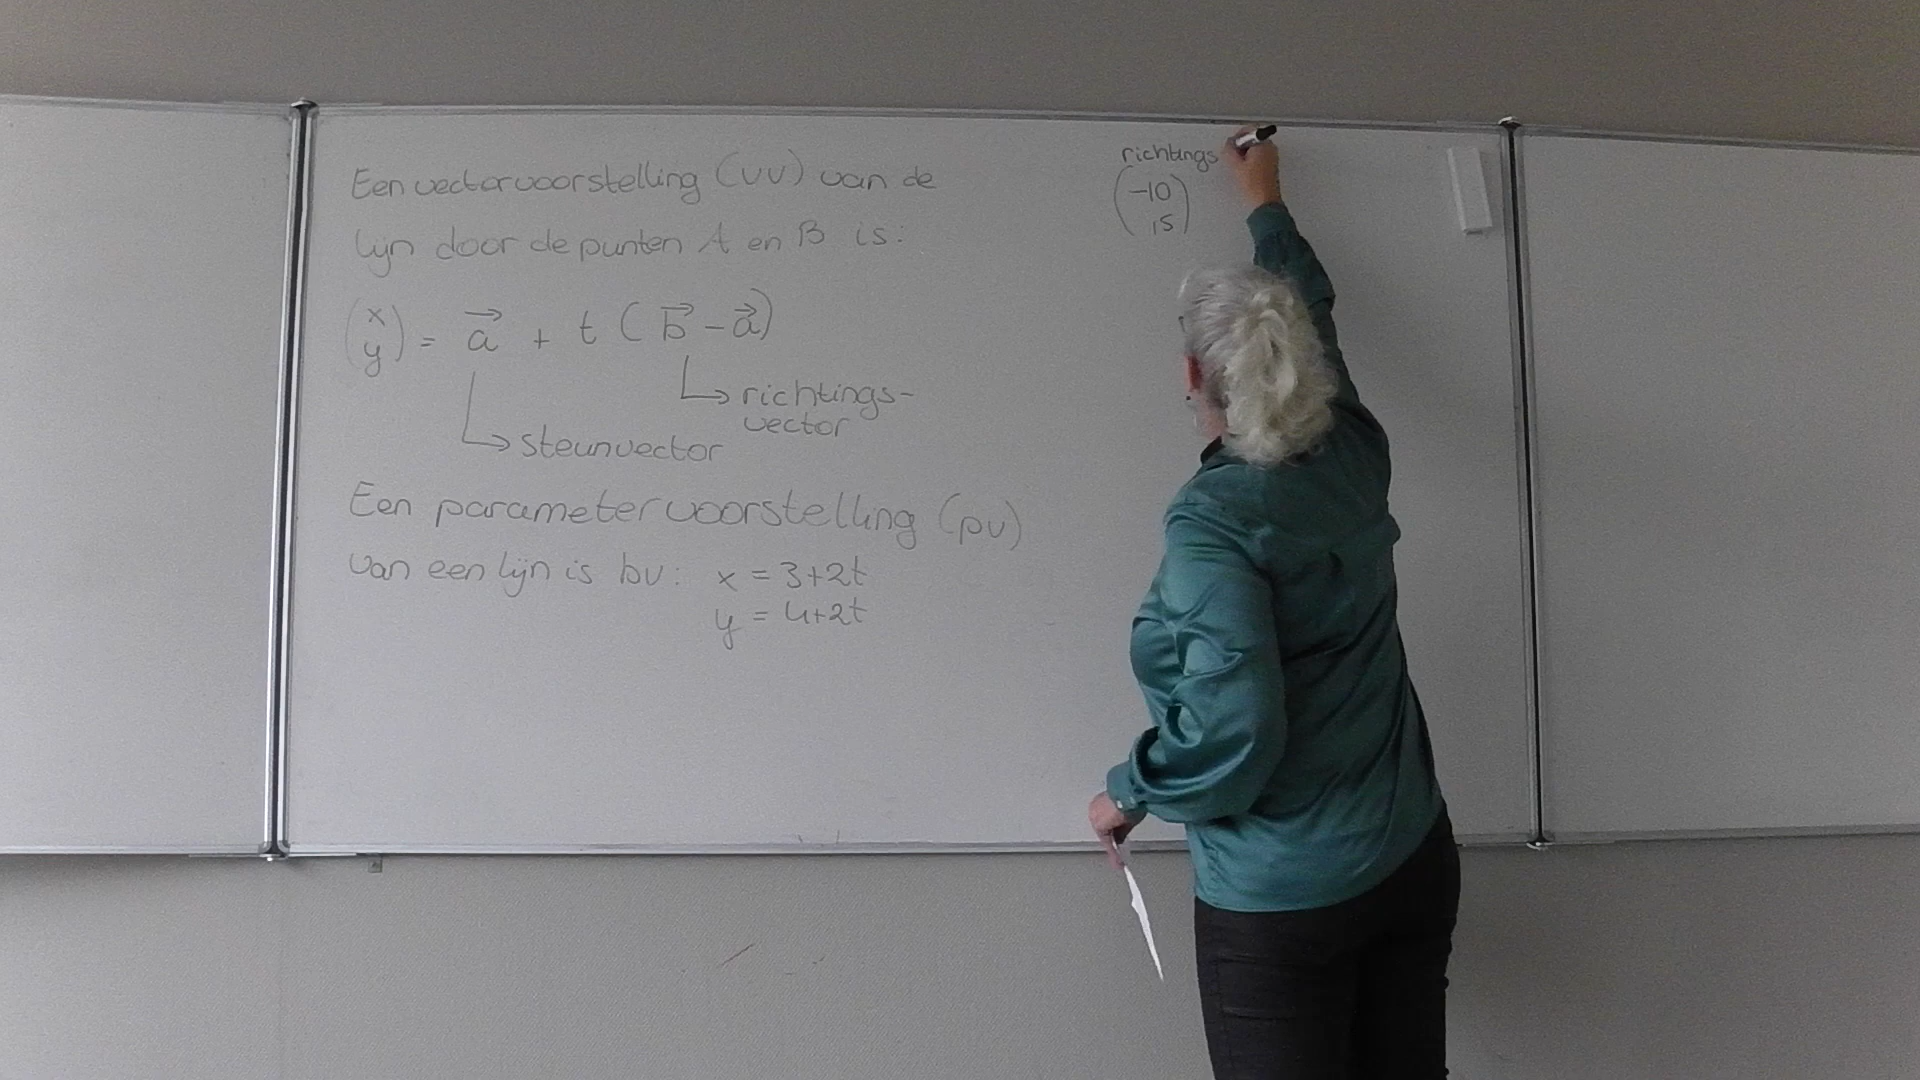 Een vectorvoorstelling (vv) van de
lijn door de punten A en B is:
(x
y) = a⃗ + t (b⃗ - a⃗)
↳ richtings-
vector
↳ steunvector
Een parametervoorstelling (pv)
van een lijn is bv: x = 3+2t
y = 4+2t
richtings
(-10
15)